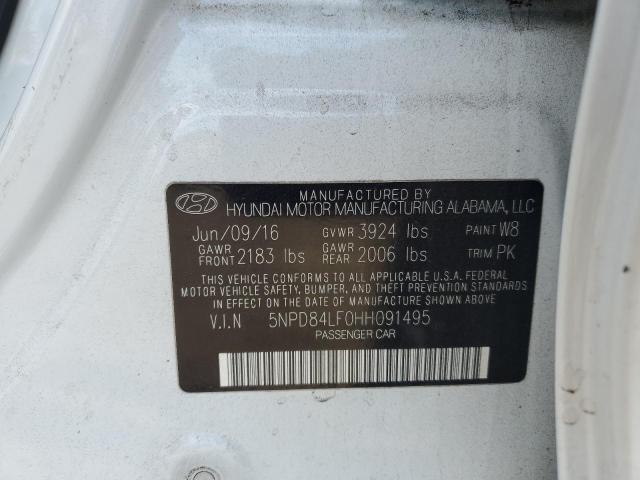 MANUFACTURED BY
HYUNDAI MOTOR MANUFACTURING ALABAMA, LLC
Jun/09/16 GVWR 3924 lbs PAINT W8
GAWR FRONT 2183 lbs GAWR REAR 2006 lbs TRIM PK
THIS VEHICLE CONFORMS TO ALL APPLICABLE U.S.A. FEDERAL
MOTOR VEHICLE SAFETY, BUMPER, AND THEFT PREVENTION STANDARDS
IN EFFECT ON THE DATE OF MANUFACTURE SHOWN ABOVE.
V.I.N 5NPD84LF0HH091495
PASSENGER CAR